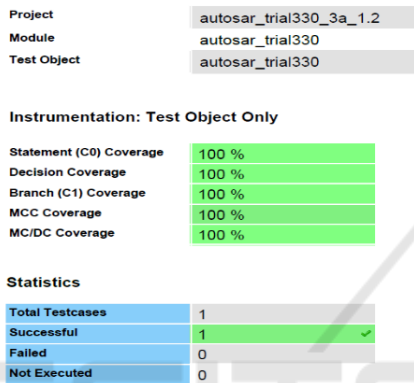 Project autosar_trial330_3a_1.2
Module autosar_trial330
Test Object autosar_trial330
Instrumentation: Test Object Only
Statement (C0) Coverage 100 %
Decision Coverage 100 %
Branch (C1) Coverage 100 %
MCC Coverage 100 %
MC/DC Coverage 100 %
Statistics
Total Testcases 1
Successful 1
Failed 0
Not Executed 0